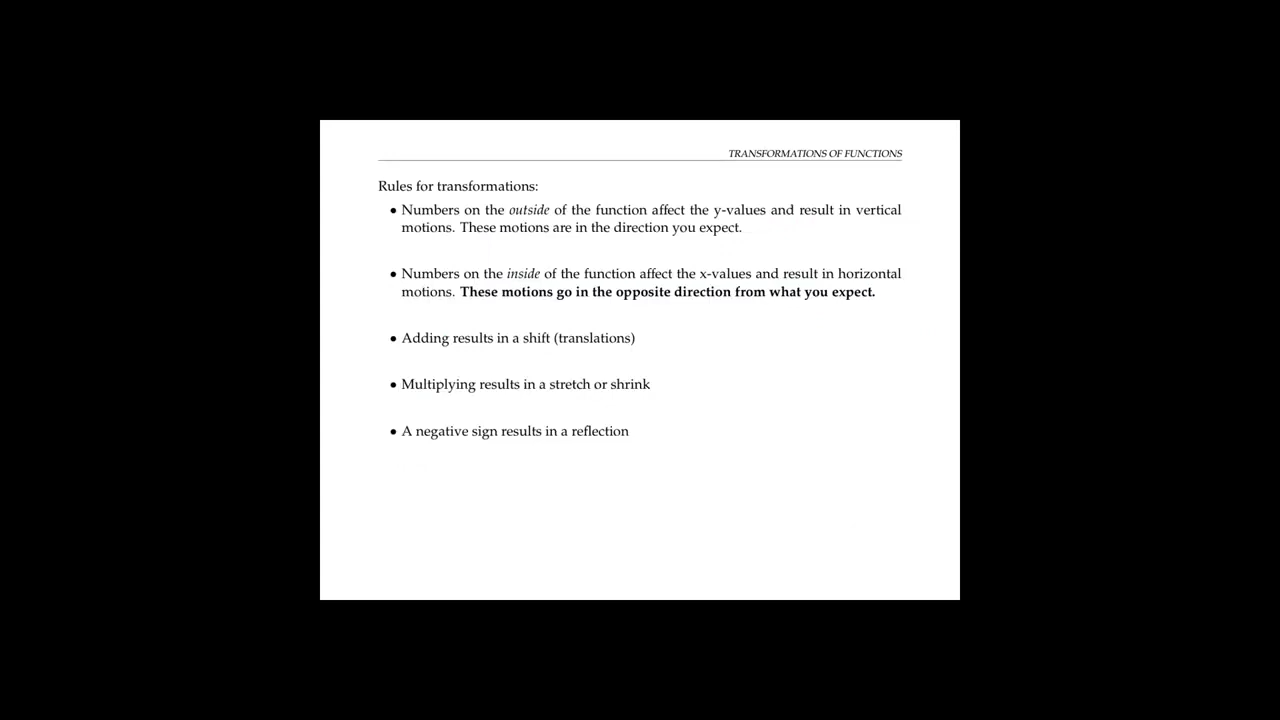 TRANSFORMATIONS OF FUNCTIONS
Rules for transformations:
• Numbers on the outside of the function affect the y-values and result in vertical
motions. These motions are in the direction you expect.
• Numbers on the inside of the function affect the x-values and result in horizontal
motions. These motions go in the opposite direction from what you expect.
• Adding results in a shift (translations)
• Multiplying results in a stretch or shrink
• A negative sign results in a reflection